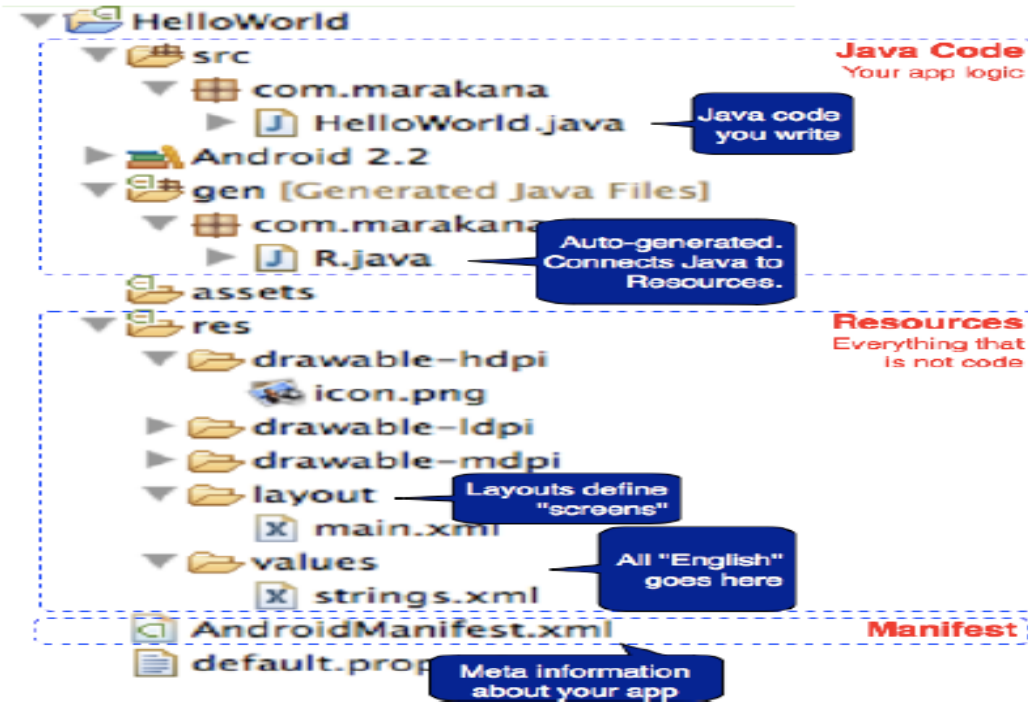 HelloWorld
src
Java Code
Your app logic
com.marakana
HelloWorld.java
Java code
you write
Android 2.2
gen [Generated Java Files]
com.marakana
R.java
Auto-generated.
Connects Java to
Resources.
assets
res
Resources
Everything that
is not code
drawable-hdpi
icon.png
drawable-ldpi
drawable-mdpi
layout
Layouts define
"screens"
main.xml
values
All "English"
goes here
strings.xml
AndroidManifest.xml
Manifest
default.prop
Meta information
about your app